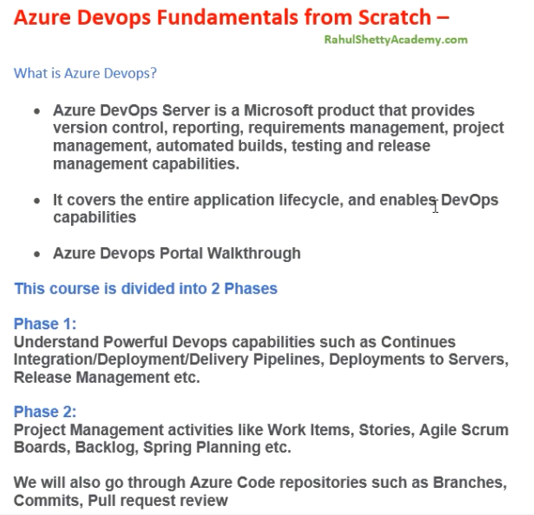 Azure Devops Fundamentals from Scratch –
RahulShettyAcademy.com
What is Azure Devops?
• Azure DevOps Server is a Microsoft product that provides
version control, reporting, requirements management, project
management, automated builds, testing and release
management capabilities.
• It covers the entire application lifecycle, and enables DevOps
capabilities
• Azure Devops Portal Walkthrough
This course is divided into 2 Phases
Phase 1:
Understand Powerful Devops capabilities such as Continues
Integration/Deployment/Delivery Pipelines, Deployments to Servers,
Release Management etc.
Phase 2:
Project Management activities like Work Items, Stories, Agile Scrum
Boards, Backlog, Spring Planning etc.
We will also go through Azure Code repositories such as Branches,
Commits, Pull request review